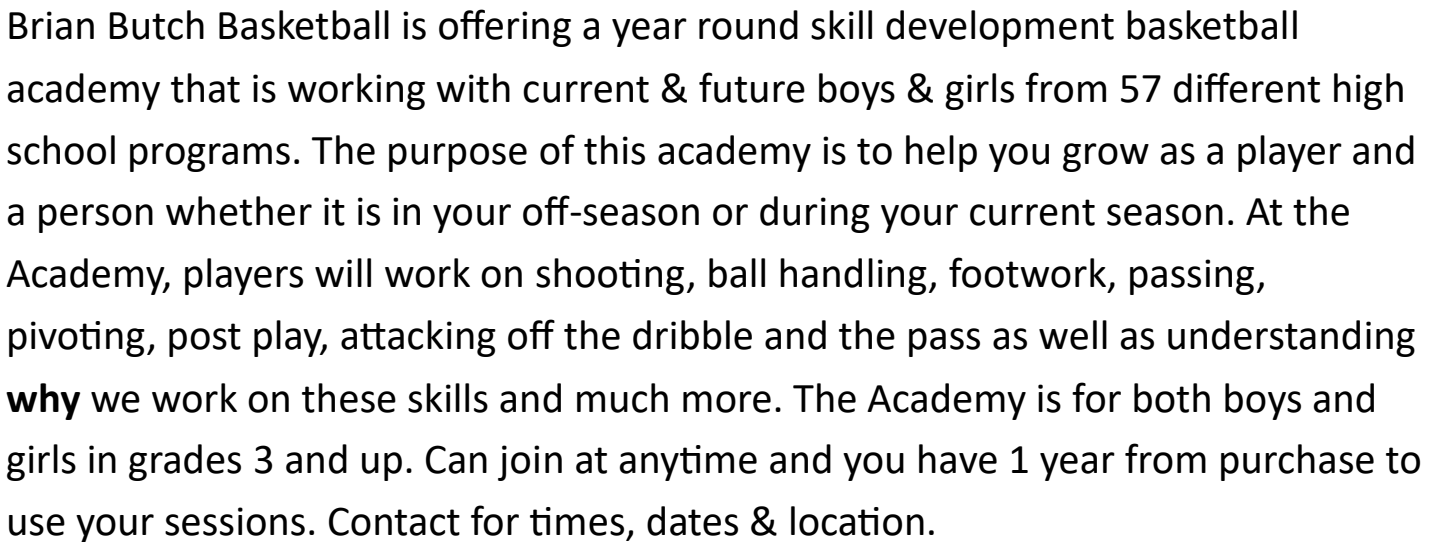 Brian Butch Basketball is offering a year round skill development basketball
academy that is working with current & future boys & girls from 57 different high
school programs. The purpose of this academy is to help you grow as a player and
a person whether it is in your off-season or during your current season. At the
Academy, players will work on shooting, ball handling, footwork, passing,
pivoting, post play, attacking off the dribble and the pass as well as understanding
why we work on these skills and much more. The Academy is for both boys and
girls in grades 3 and up. Can join at anytime and you have 1 year from purchase to
use your sessions. Contact for times, dates & location.